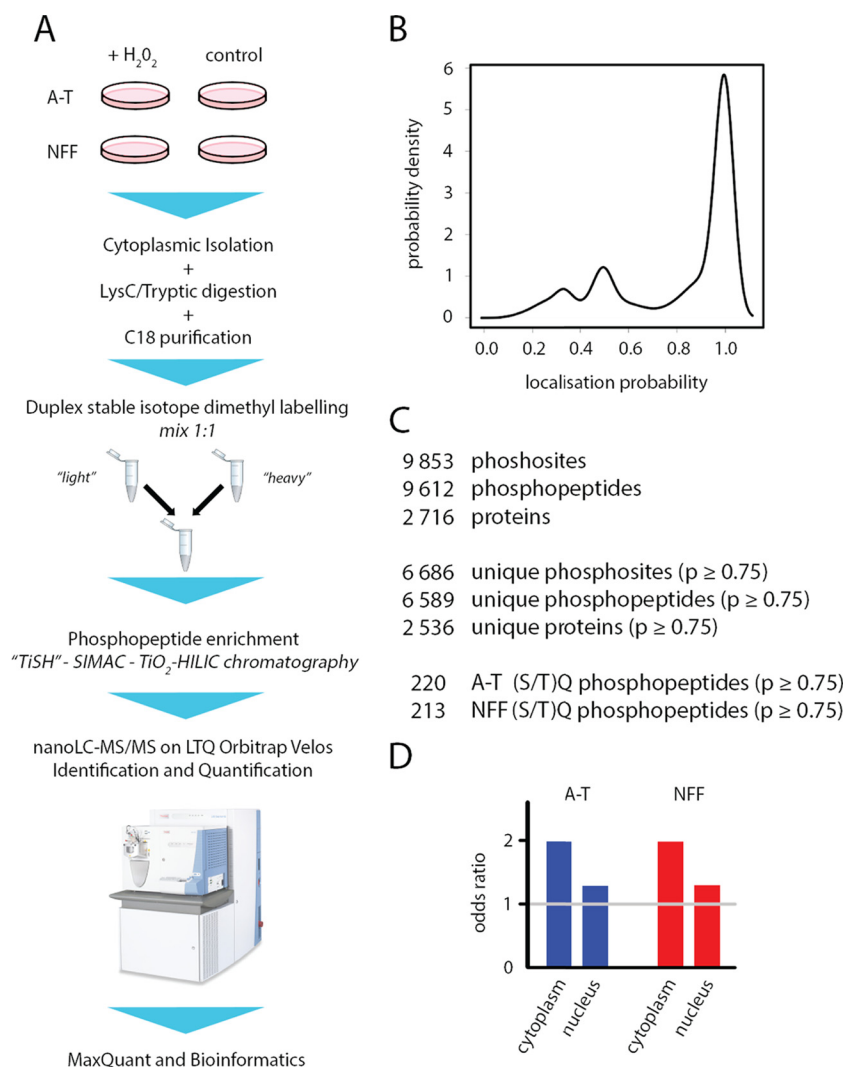 A
+ H2O2 control
A-T
NFF
Cytoplasmic Isolation
+
LysC/Tryptic digestion
+
C18 purification
Duplex stable isotope dimethyl labelling
mix 1:1
"light" "heavy"
Phosphopeptide enrichment
"TiSH" - SIMAC - TiO2-HILIC chromatography
nanoLC-MS/MS on LTQ Orbitrap Velos
Identification and Quantification
MaxQuant and Bioinformatics
B
probability density
6
5
4
3
2
1
0
0.0 0.2 0.4 0.6 0.8 1.0
localisation probability
C
9 853 phoshosites
9 612 phosphopeptides
2 716 proteins
6 686 unique phosphosites (p ≥ 0.75)
6 589 unique phosphopeptides (p ≥ 0.75)
2 536 unique proteins (p ≥ 0.75)
220 A-T (S/T)Q phosphopeptides (p ≥ 0.75)
213 NFF (S/T)Q phosphopeptides (p ≥ 0.75)
D
A-T NFF
odds ratio
2
1
0
cytoplasm
nucleus
cytoplasm
nucleus